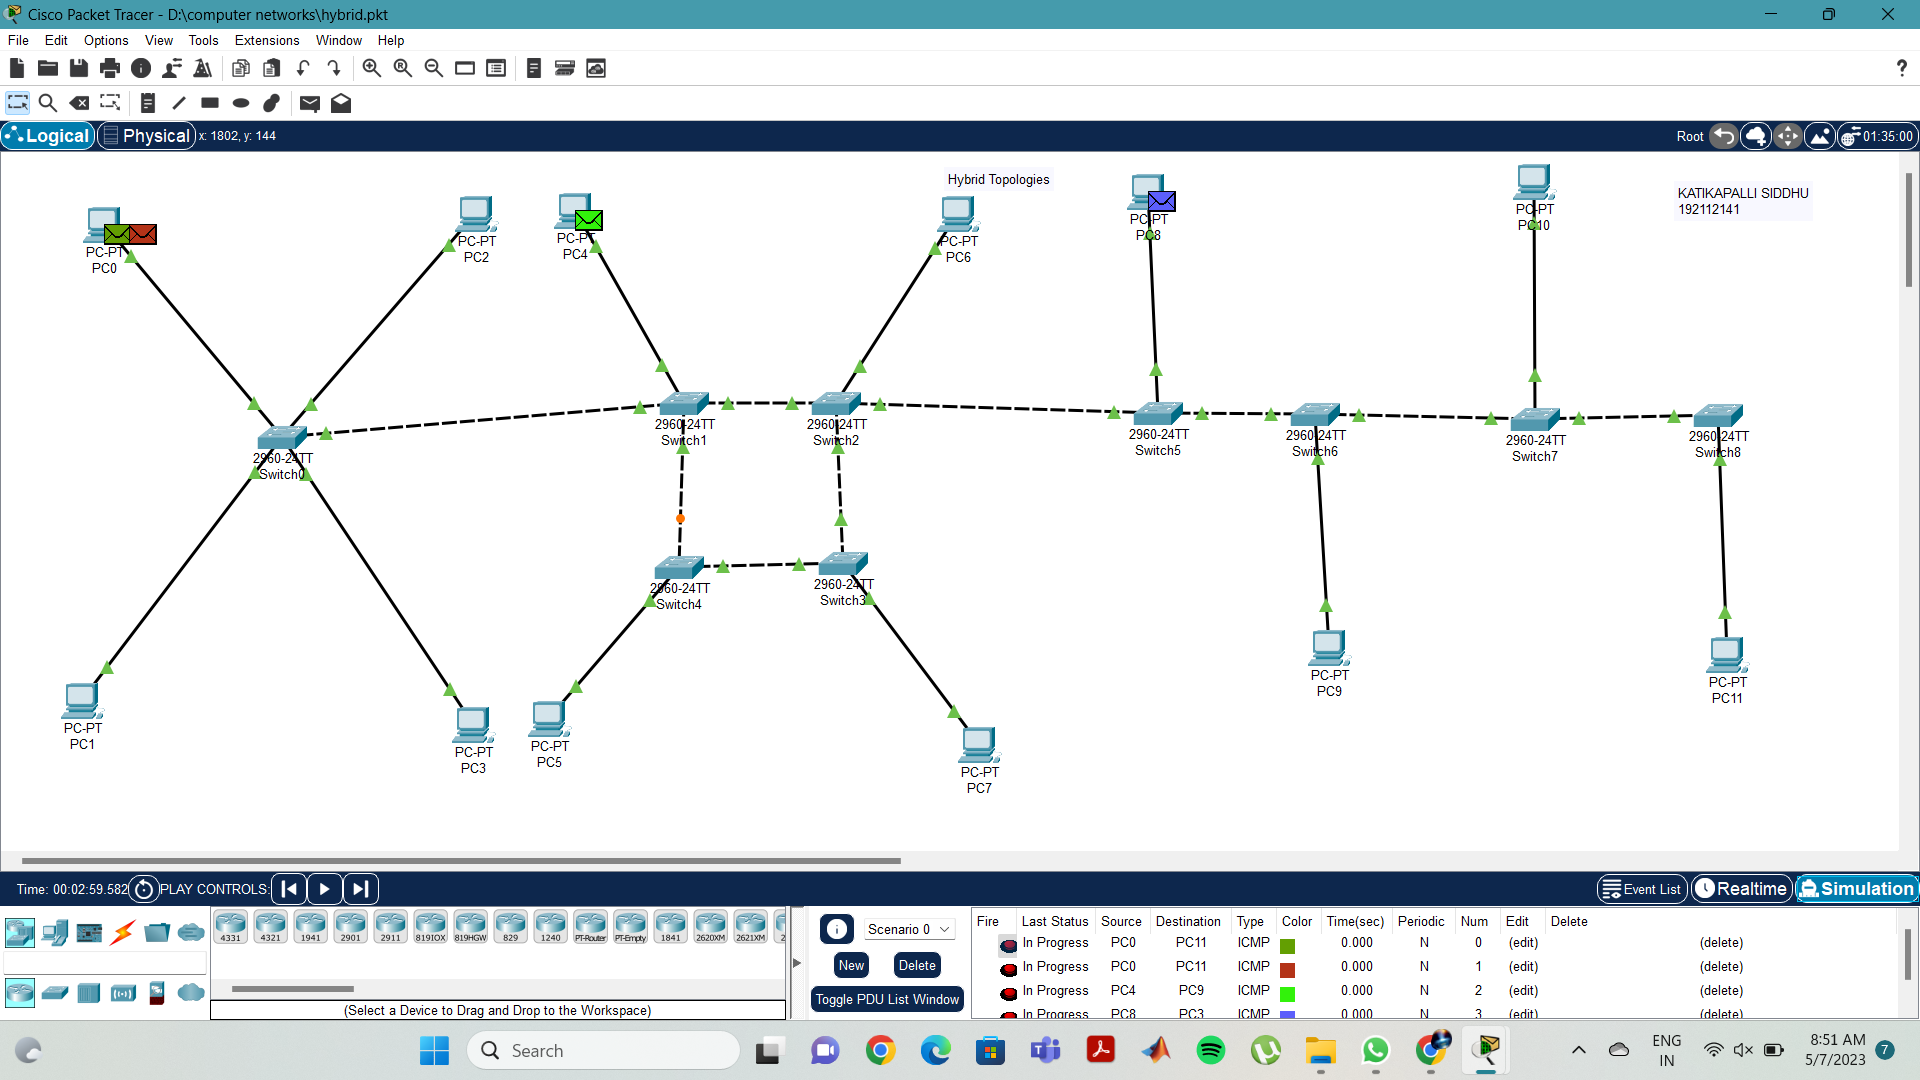 Cisco Packet Tracer - D:\computer networks\hybrid.pkt
File Edit Options View Tools Extensions Window Help
?
Logical Physical x: 1802, y: 144 Root 01:35:00
Hybrid Topologies
KATIKAPALLI SIDDHU
192112141
PC-PT
PC0
PC-PT
PC2
PC-PT
PC4
PC-PT
PC6
PC-PT
PC8
PC-PT
PC10
2960-24TT
Switch0
2960-24TT
Switch1
2960-24TT
Switch2
2960-24TT
Switch5
2960-24TT
Switch6
2960-24TT
Switch7
2960-24TT
Switch8
2960-24TT
Switch4
2960-24TT
Switch3
PC-PT
PC1
PC-PT
PC3
PC-PT
PC5
PC-PT
PC7
PC-PT
PC9
PC-PT
PC11
Time: 00:02:59.582 PLAY CONTROLS: Event List Realtime Simulation
4331 4321 1941 2901 2911 819IOX 819HGW 829 1240 PT-Router PT-Empty 1841 2620XM 2621XM 2
(Select a Device to Drag and Drop to the Workspace)
Scenario 0
New Delete
Toggle PDU List Window
Fire Last Status Source Destination Type Color Time(sec) Periodic Num Edit Delete
In Progress PC0 PC11 ICMP 0.000 N 0 (edit) (delete)
In Progress PC0 PC11 ICMP 0.000 N 1 (edit) (delete)
In Progress PC4 PC9 ICMP 0.000 N 2 (edit) (delete)
In Progress PC8 PC3 ICMP 0.000 N 3 (edit) (delete)
Search
ENG
IN
8:51 AM
5/7/2023
7